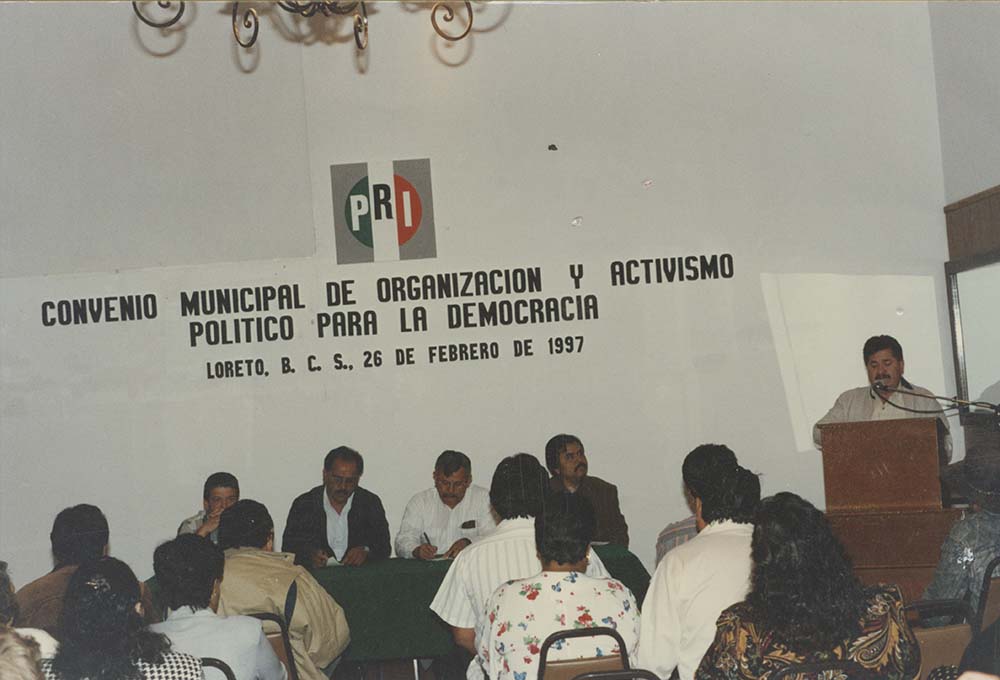 PRI
CONVENIO MUNICIPAL DE ORGANIZACION Y ACTIVISMO
POLITICO PARA LA DEMOCRACIA
LORETO, B. C. S., 26 DE FEBRERO DE 1997